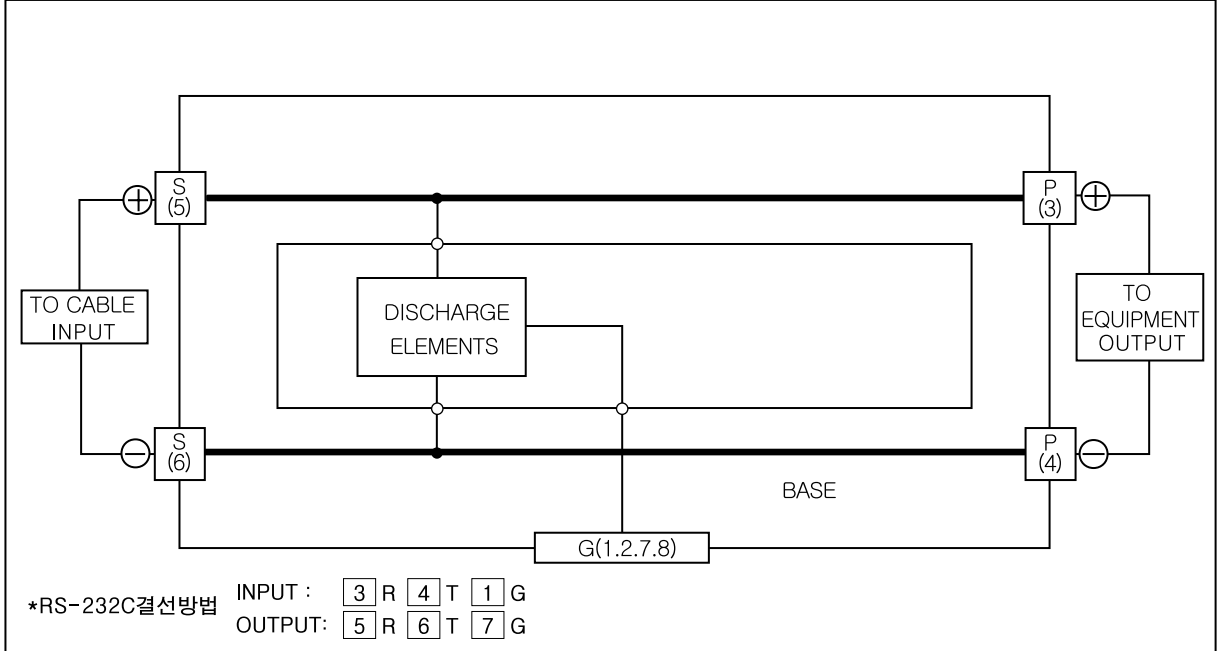 S
(5)
P
(3)
TO CABLE
INPUT
DISCHARGE
ELEMENTS
TO
EQUIPMENT
OUTPUT
S
(6)
P
(4)
BASE
G(1.2.7.8)
*RS-232C결선방법
INPUT : 3 R 4 T 1 G
OUTPUT: 5 R 6 T 7 G